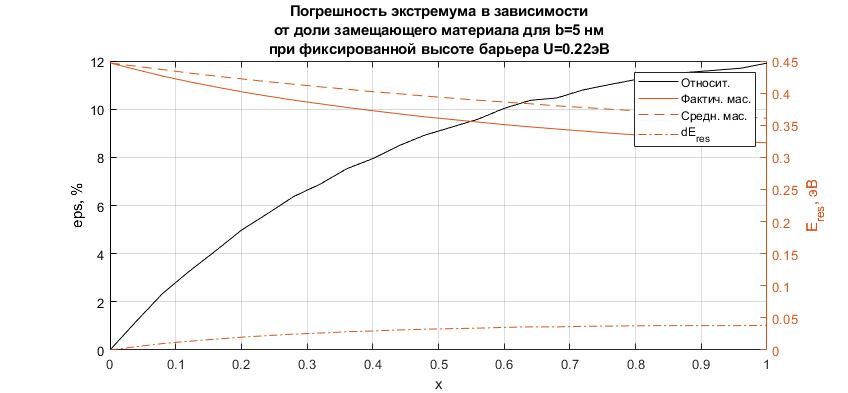 Погрешность экстремума в зависимости
от доли замещающего материала для b=5 нм
при фиксированной высоте барьера U=0.22эВ
12
10
8
6
4
2
0
eps, %
0.45
0.4
0.35
0.3
0.25
0.2
0.15
0.1
0.05
0
E_res, эВ
Относит.
Фактич. мас.
Средн. мас.
dE_res
0 0.1 0.2 0.3 0.4 0.5 0.6 0.7 0.8 0.9 1
x